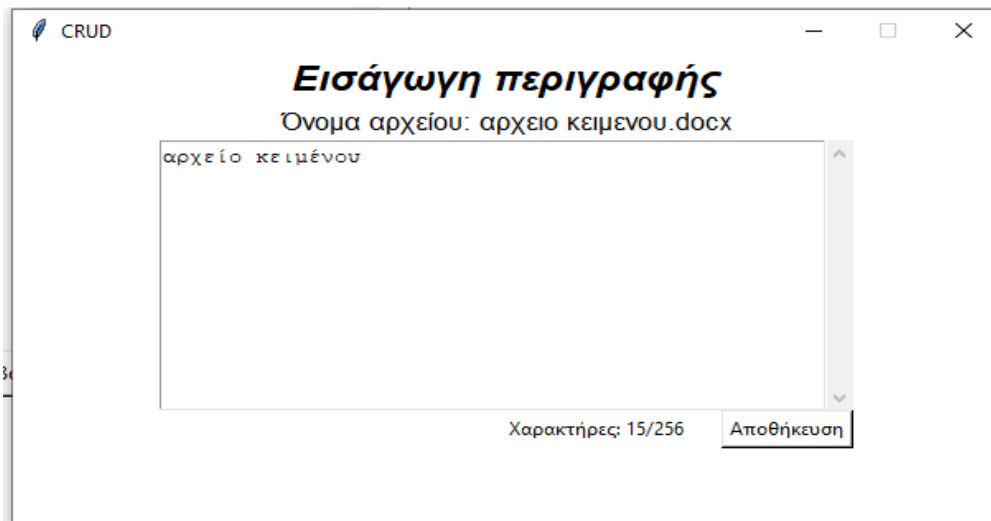 CRUD
Εισάγωγη περιγραφής
Όνομα αρχείου: αρχειο κειμενου.docx
αρχείο κειμένου
Χαρακτήρες: 15/256 Αποθήκευση